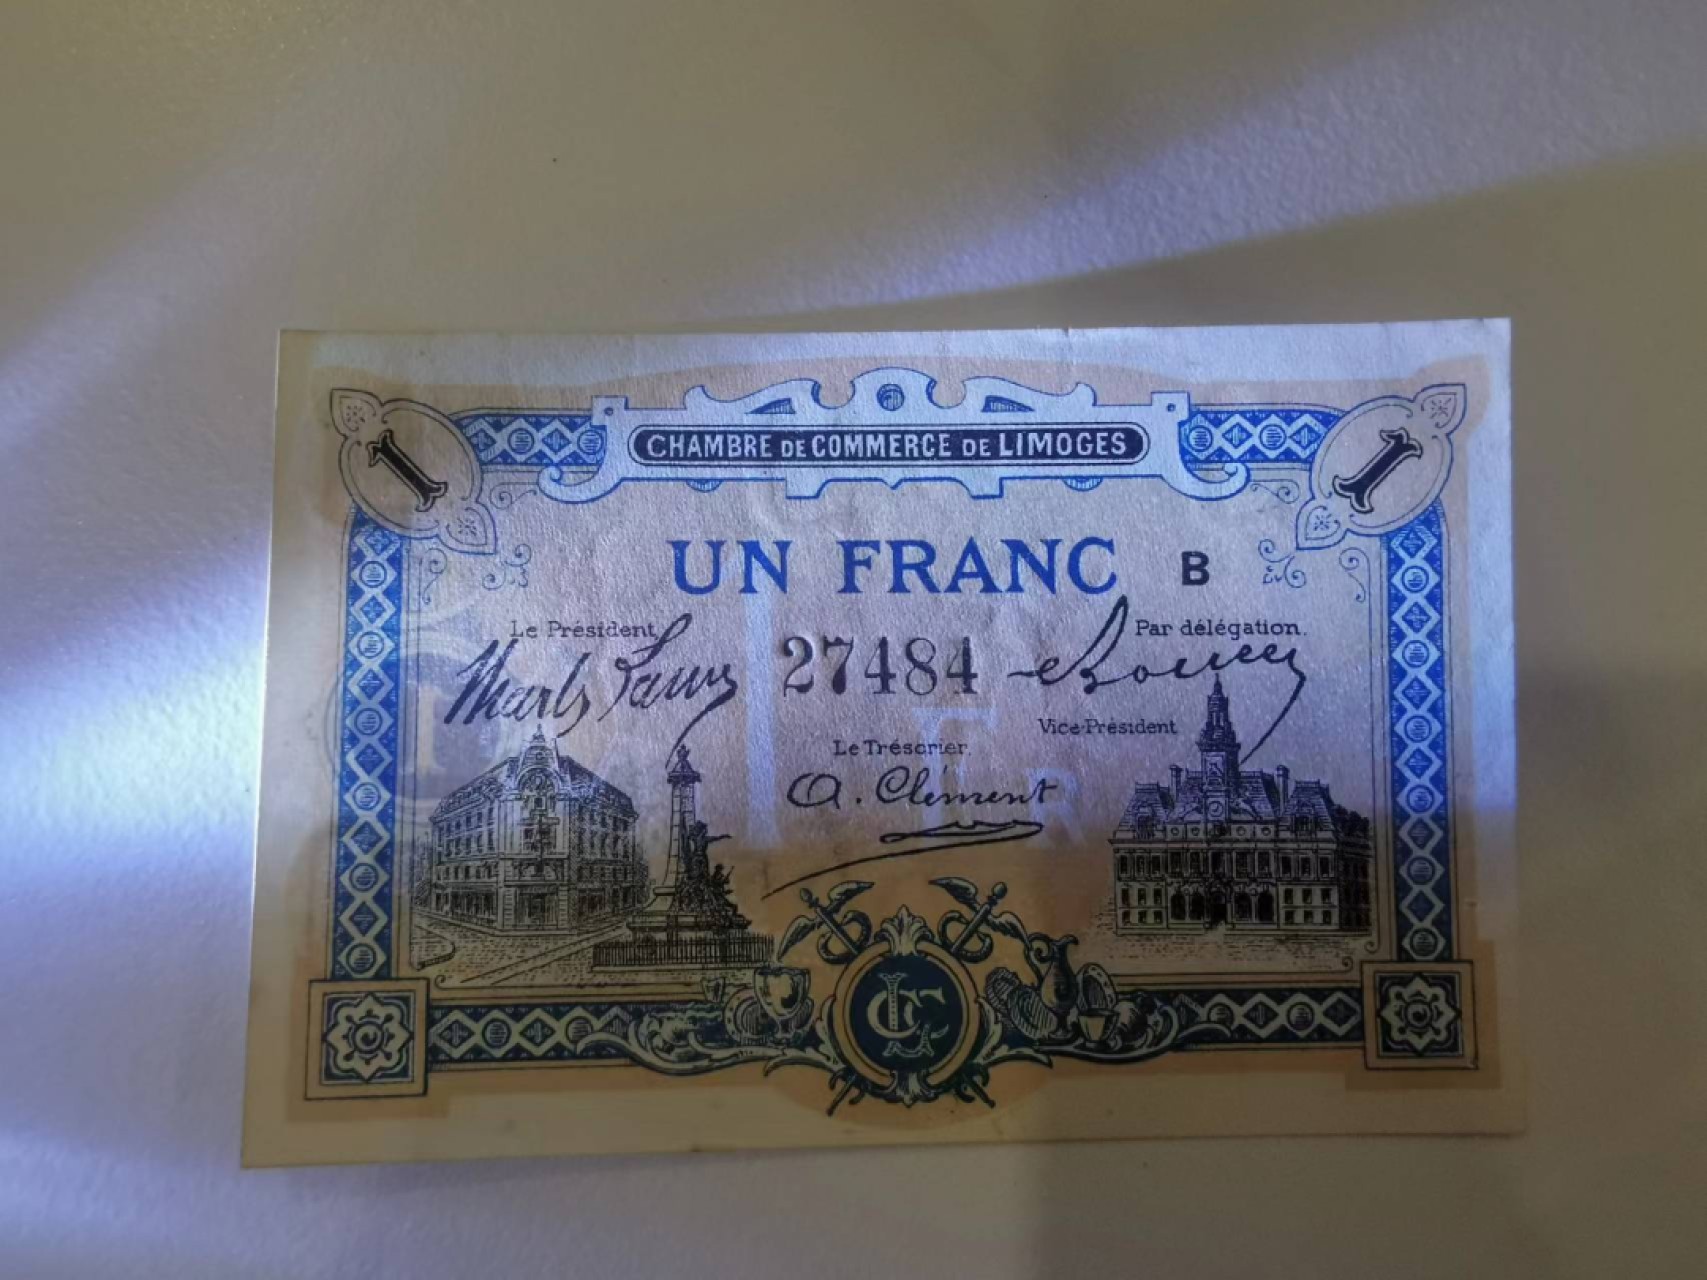 1 CHAMBRE DE COMMERCE DE LIMOGES 1
UN FRANC B
Le Président, Par délégation.
27484
Vice-Président
Le Trésorier.
A. Clément
LCC